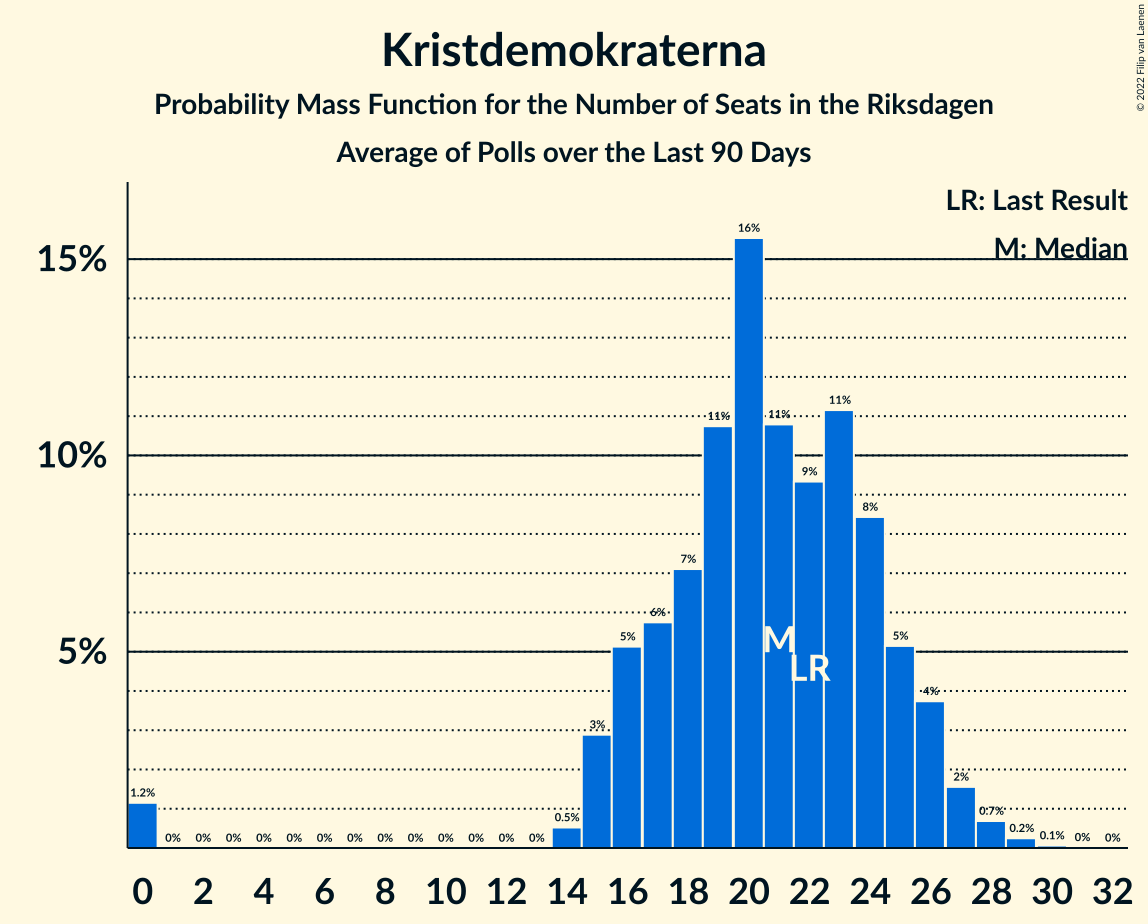 Kristdemokraterna
Probability Mass Function for the Number of Seats in the Riksdagen
Average of Polls over the Last 90 Days
© 2022 Filip van Laenen
LR: Last Result
M: Median
15%
10%
5%
1.2% 0% 0% 0% 0% 0% 0% 0% 0% 0% 0% 0% 0% 0% 0.5% 3% 5% 6% 7% 11% 16% 11% 9% 11% 8% 5% 4% 2% 0.7% 0.2% 0.1% 0% 0%
M
LR
0 2 4 6 8 10 12 14 16 18 20 22 24 26 28 30 32